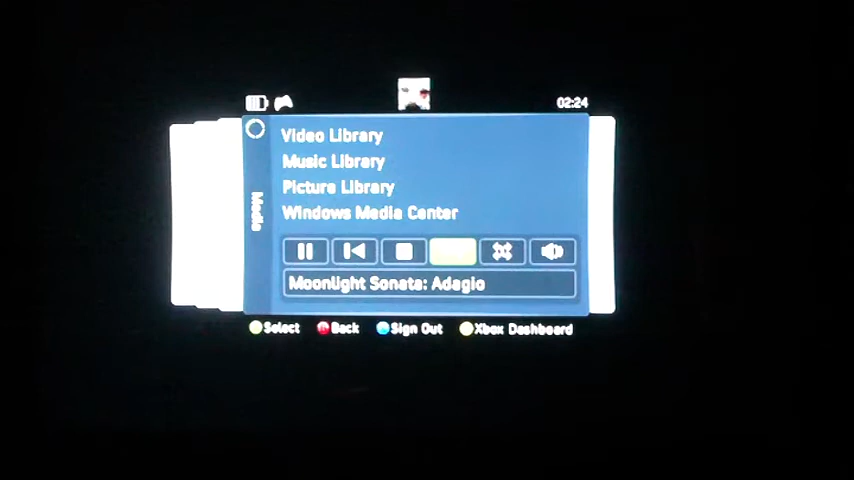 02:24
Media
Video Library
Music Library
Picture Library
Windows Media Center
Moonlight Sonata: Adagio
Select Back Sign Out Xbox Dashboard